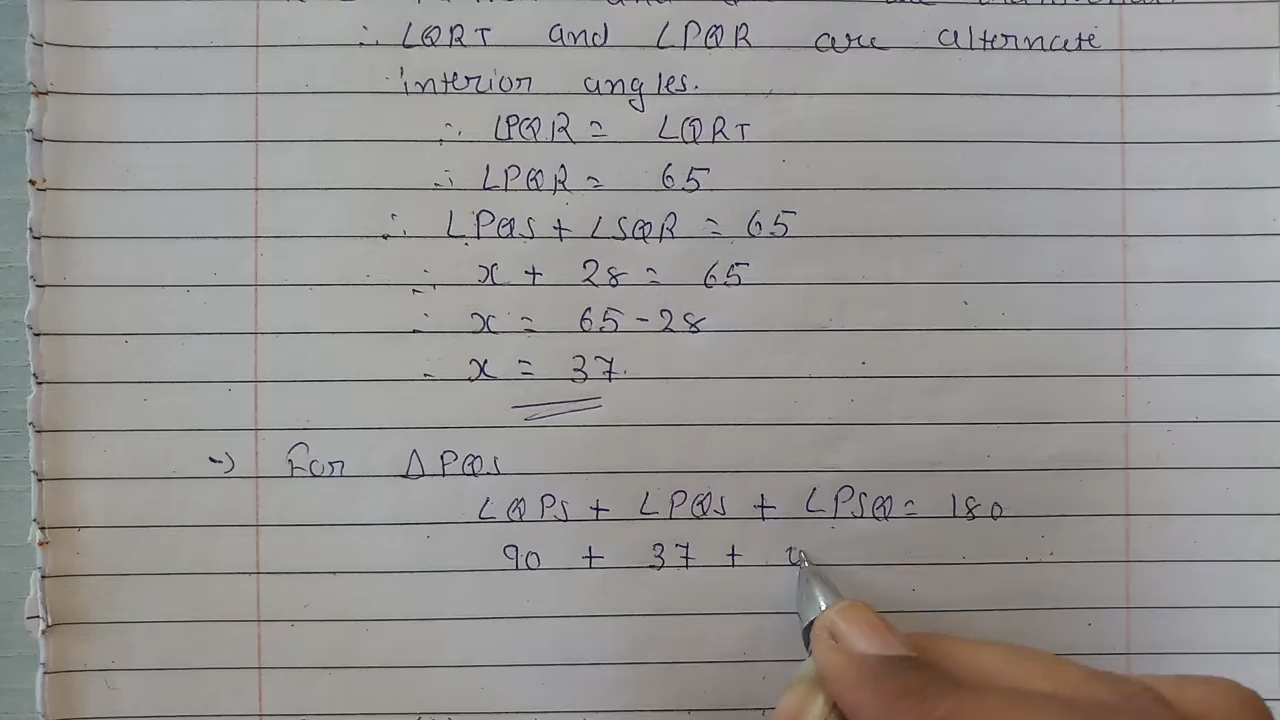 ∴ ∠QRT and ∠PQR are alternate
interior angles.
∴ ∠PQR = ∠QRT
∴ ∠PQR = 65
∴ ∠PQS + ∠SQR = 65
∴ x + 28 = 65
∴ x = 65 - 28
∴ x = 37.
→ For △PQS
∠QPS + ∠PQS + ∠PSQ = 180
90 + 37 + y